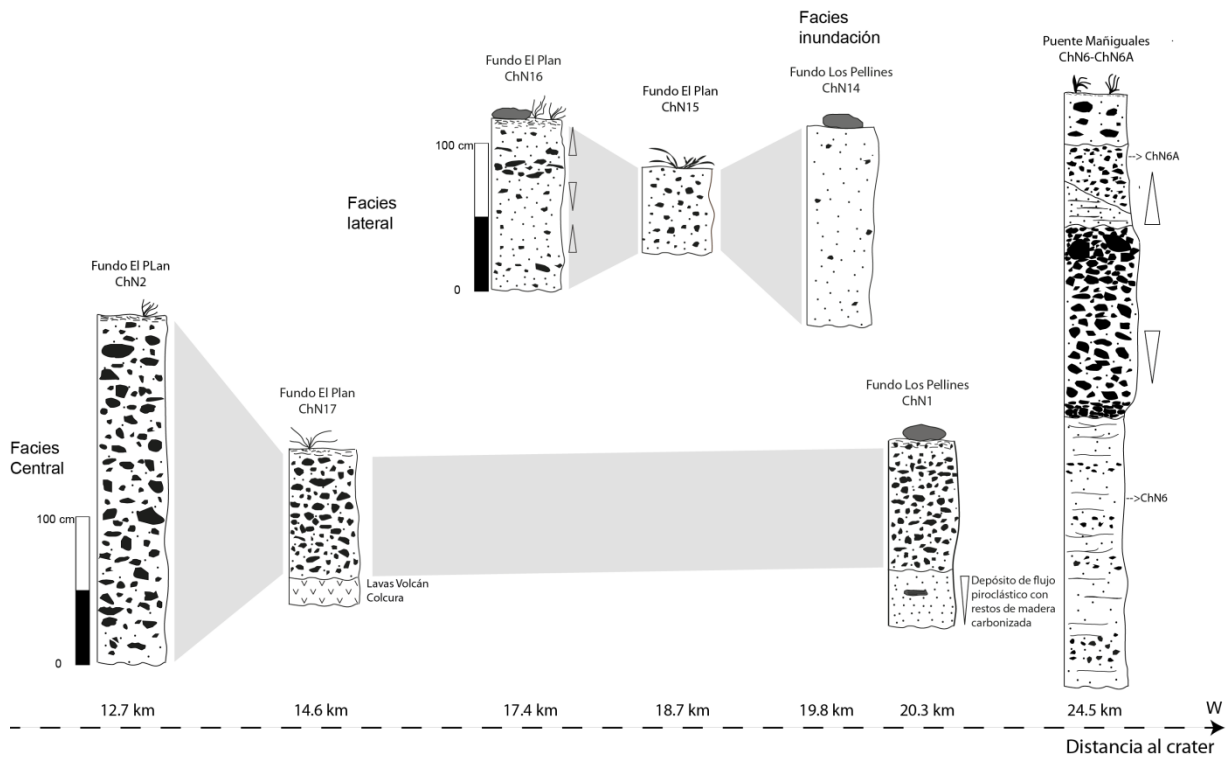 Facies
inundación
Puente Mañiguales
ChN6-ChN6A
Fundo El Plan
ChN16
Fundo El Plan
ChN15
Fundo Los Pellines
ChN14
100 cm
0
--> ChN6A
Facies
lateral
Fundo El PLan
ChN2
Fundo El Plan
ChN17
Fundo Los Pellines
ChN1
Facies
Central
100 cm
0
-->ChN6
Lavas Volcán
Colcura
Depósito de flujo
piroclástico con
restos de madera
carbonizada
12.7 km 14.6 km 17.4 km 18.7 km 19.8 km 20.3 km 24.5 km W
Distancia al crater